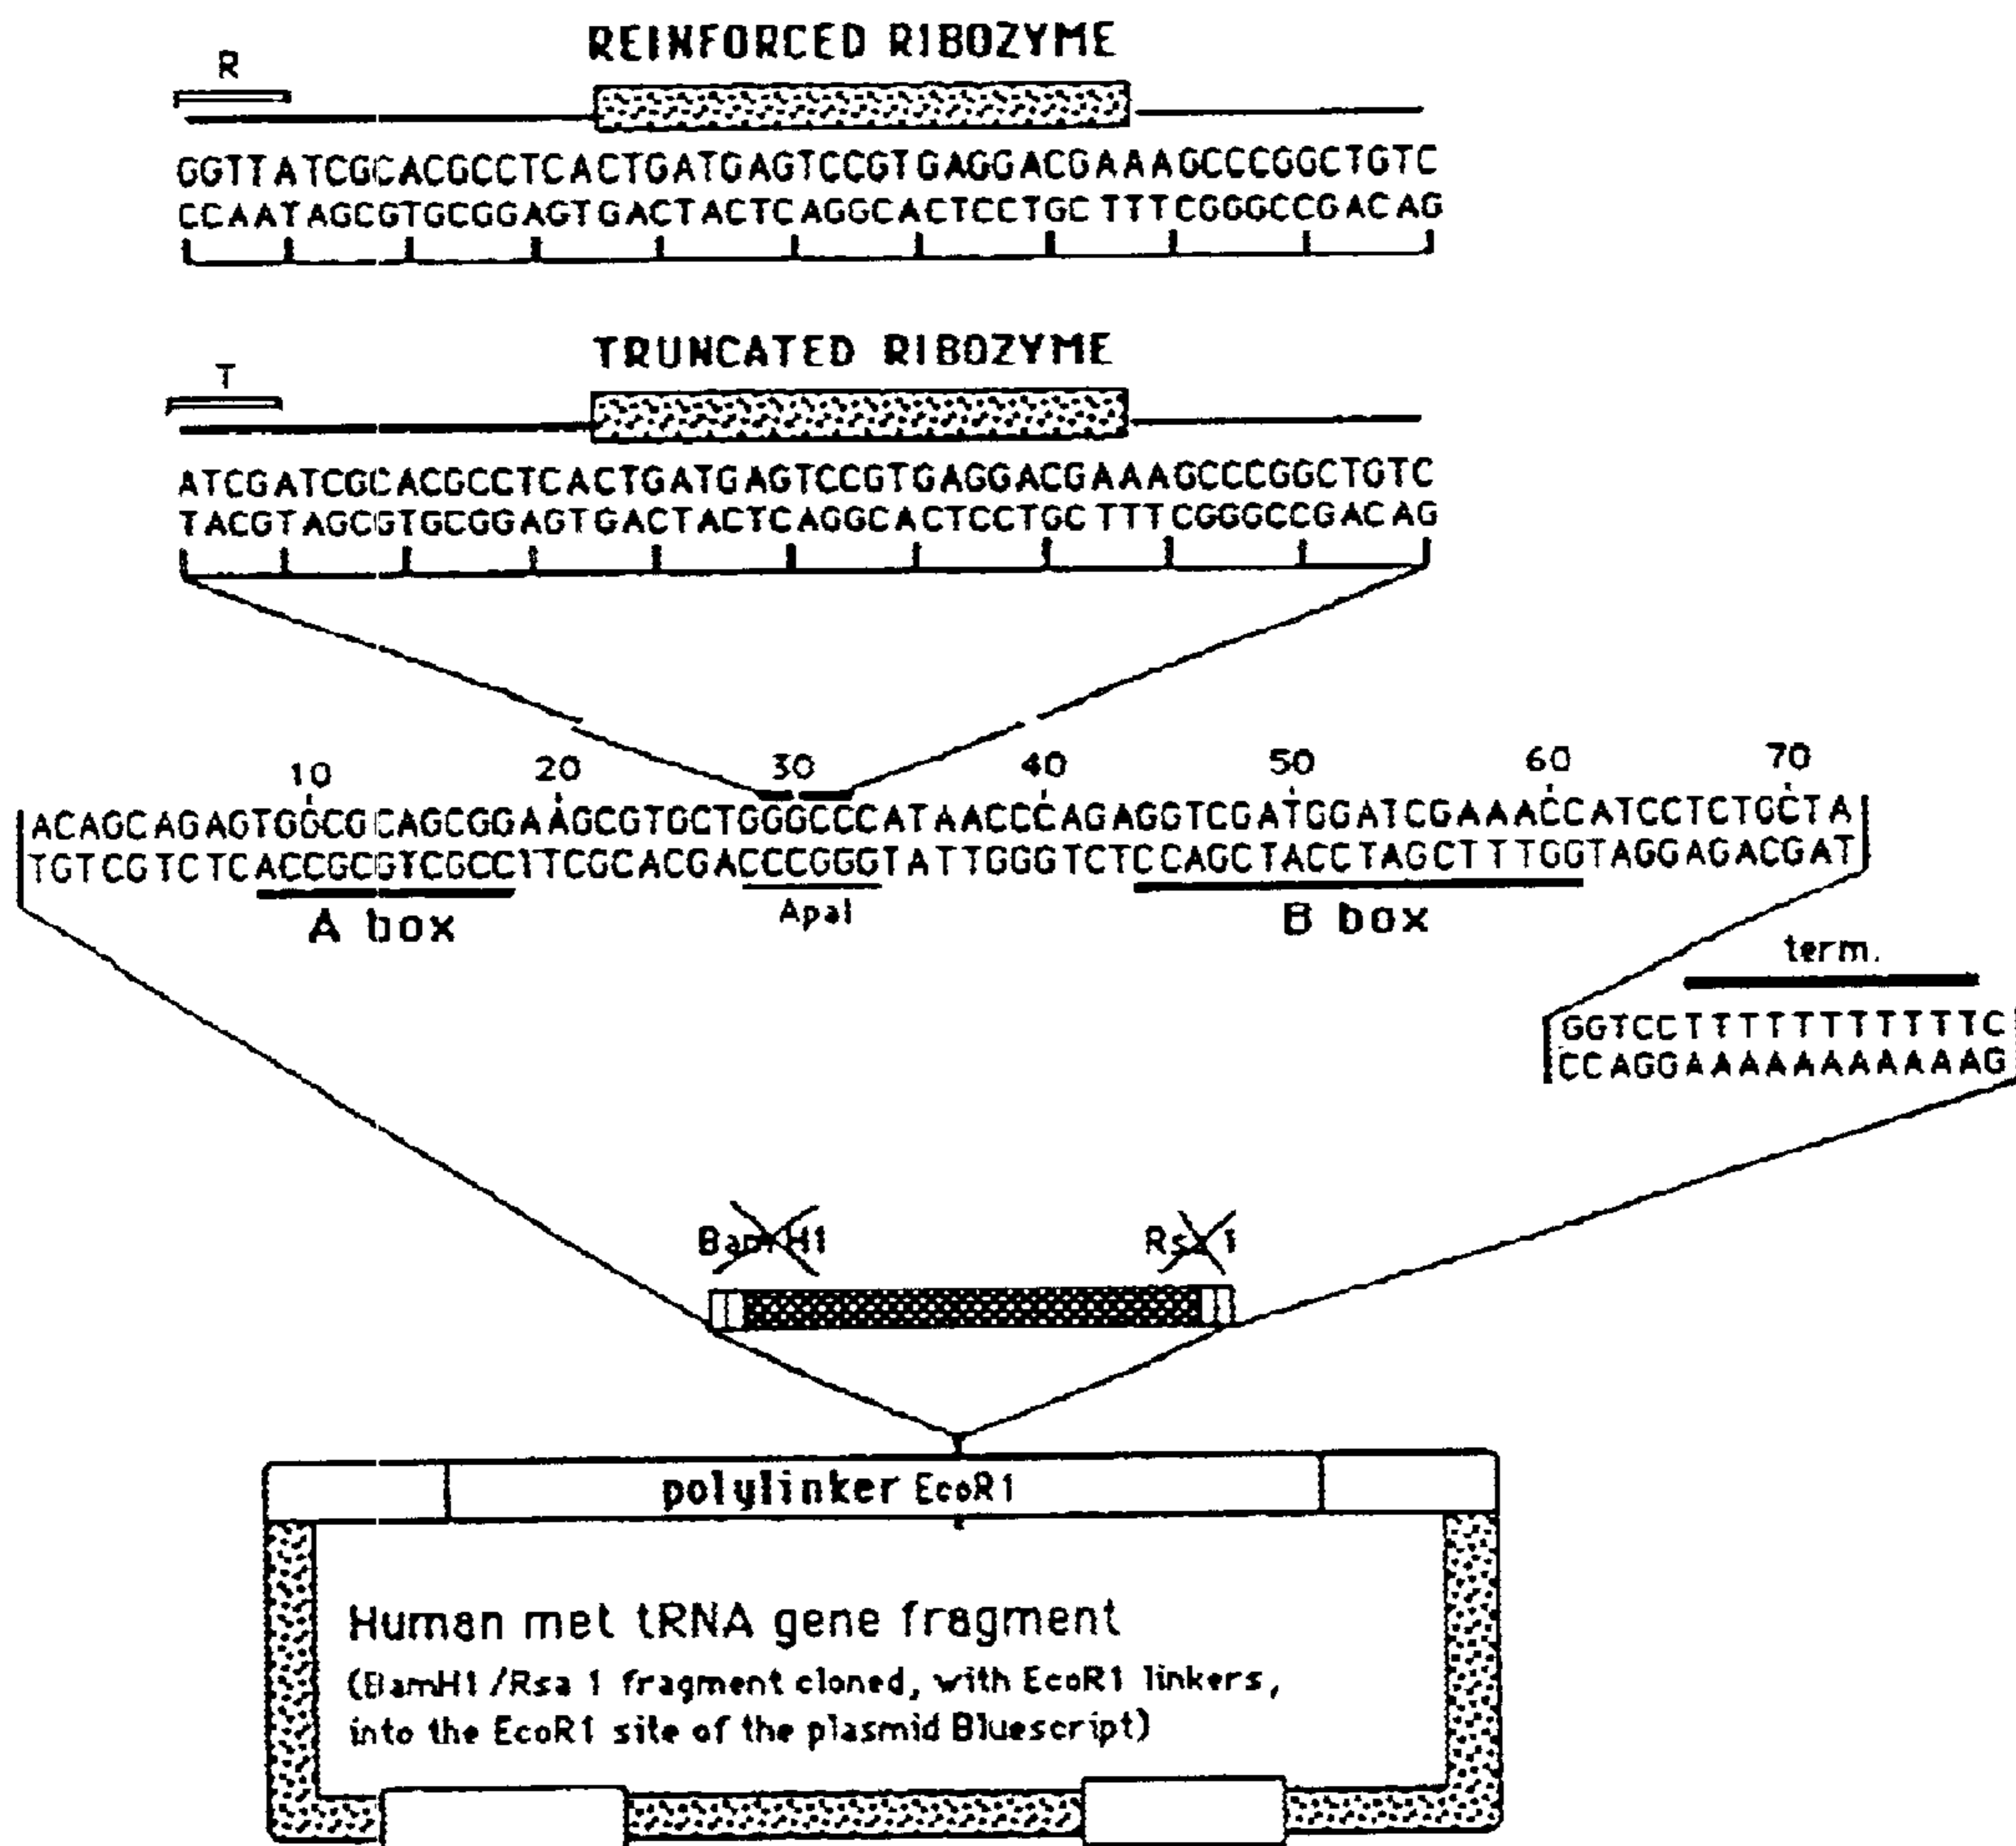 REINFORCED RIBOZYME
R
GGTTATCGCACGCCTCACTGATGAGTCCGTGAGGACGAAAGCCCGGCTGTC
CCAATAGCGTGCGGAGTGACTACTCAGGCACTCCTGCTTTCGGGCCGACAG
TRUNCATED RIBOZYME
T
ATCGATCGCACGCCTCACTGATGAGTCCGTGAGGACGAAAGCCCGGCTGTC
TACGTAGCGTGCGGAGTGACTACTCAGGCACTCCTGCTTTCGGGCCGACAG
10 20 30 40 50 60 70
ACAGCAGAGTGGCGCAGCGGAAGCGTGCTGGGCCCATAACCCAGAGGTCGATGGATCGAAACCATCCTCTGCTA
TGTCGTCTCACCGCGTCGCCTTCGCACGACCCGGGTATTGGGTCTCCAGCTACCTAGCTTTGGTAGGAGACGAT
A box
ApaI
B box
term.
GGTCCTTTTTTTTTTTC
CCAGGAAAAAAAAAAAG
BamH1
Rsa 1
polylinker EcoR1
Human met tRNA gene fragment
(BamH1/Rsa 1 fragment cloned, with EcoR1 linkers,
into the EcoR1 site of the plasmid Bluescript)